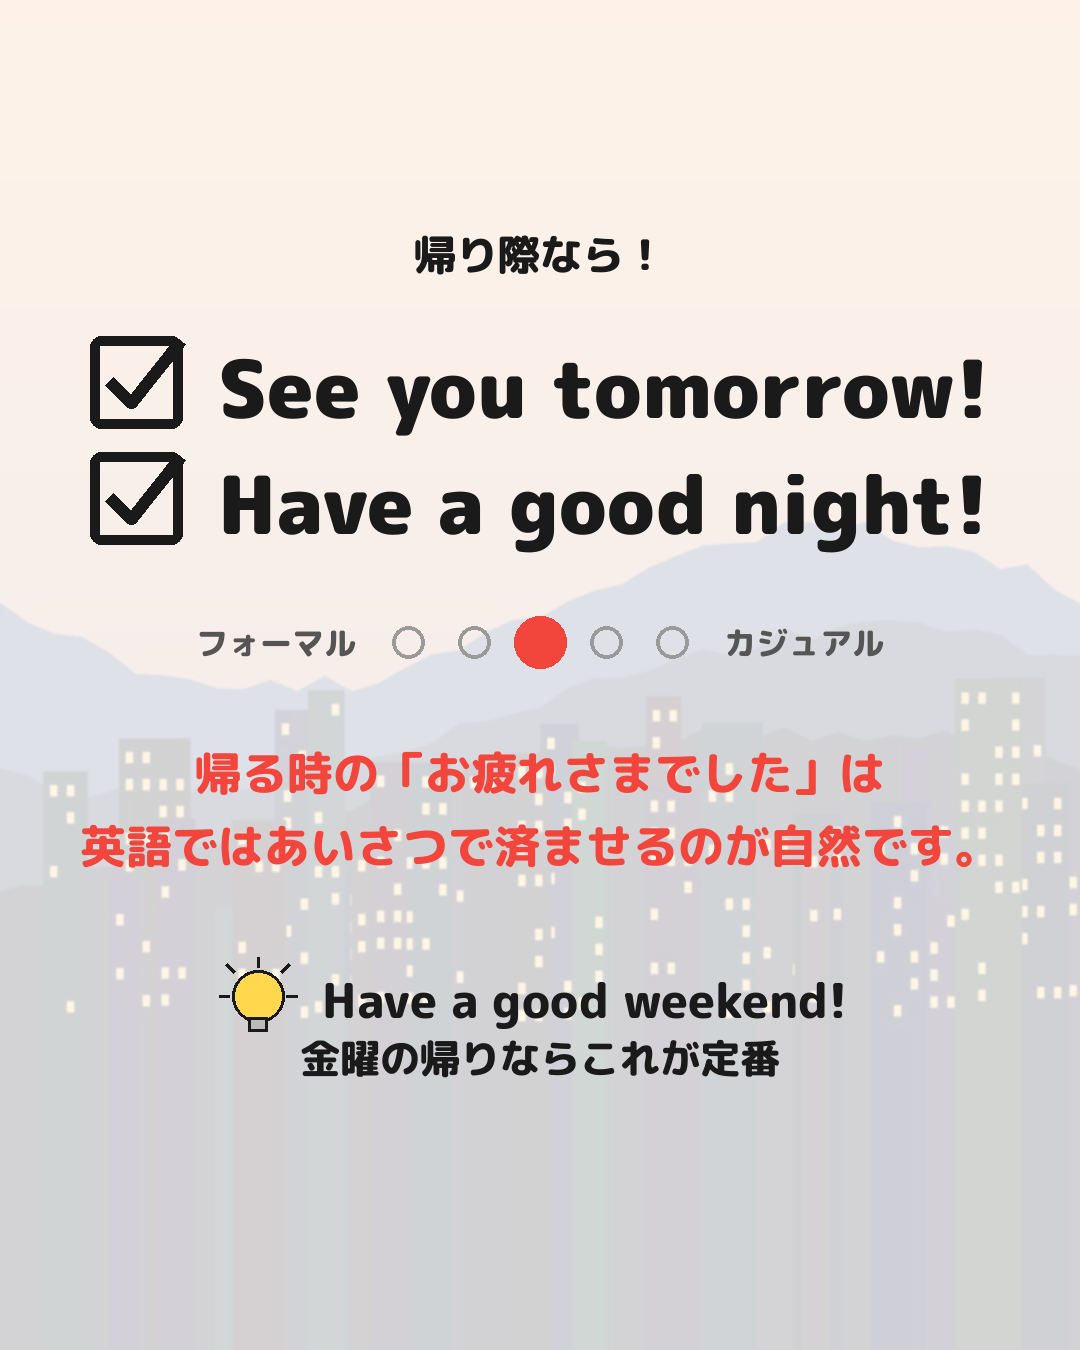 帰り際なら！
See you tomorrow!
Have a good night!
フォーマル カジュアル
帰る時の「お疲れさまでした」は
英語ではあいさつで済ませるのが自然です。
Have a good weekend!
金曜の帰りならこれが定番